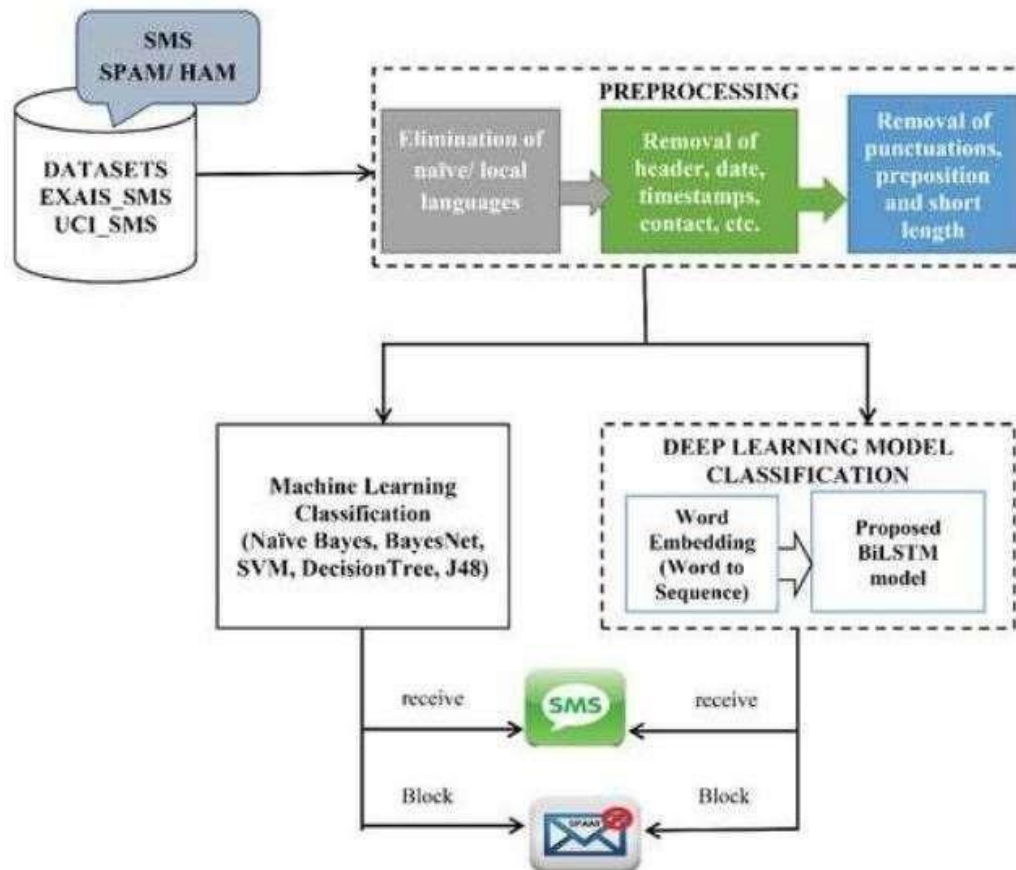 SMS
SPAM/ HAM
DATASETS
EXAIS_SMS
UCI_SMS
PREPROCESSING
Elimination of
naïve/ local
languages
Removal of
header, date,
timestamps,
contact, etc.
Removal of
punctuations,
preposition
and short
length
Machine Learning
Classification
(Naïve Bayes, BayesNet,
SVM, DecisionTree, J48)
DEEP LEARNING MODEL
CLASSIFICATION
Word
Embedding
(Word to
Sequence)
Proposed
BiLSTM
model
receive
SMS
receive
Block
SPAM
Block